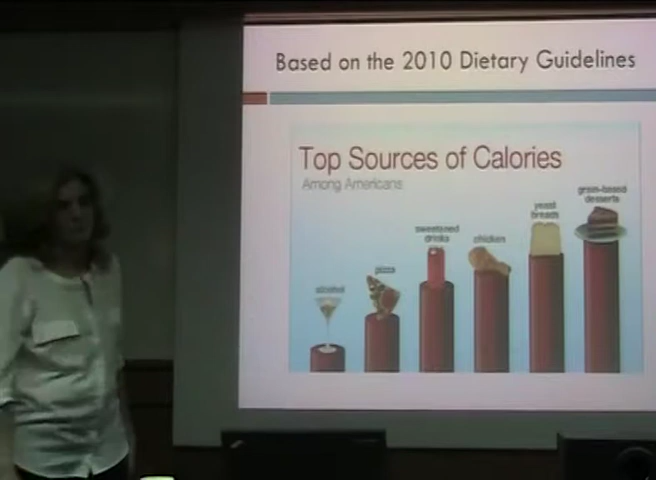 Based on the 2010 Dietary Guidelines
Top Sources of Calories
Among Americans
alcohol
pizza
sweetened
drinks
chicken
yeast
breads
grain-based
desserts